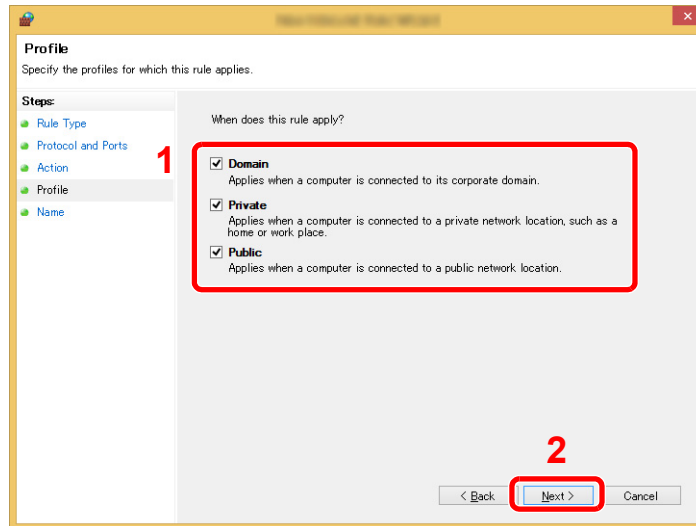 Profile
Specify the profiles for which this rule applies.
Steps:
Rule Type
Protocol and Ports
Action
Profile
Name
When does this rule apply?
1
Domain
Applies when a computer is connected to its corporate domain.
Private
Applies when a computer is connected to a private network location, such as a
home or work place.
Public
Applies when a computer is connected to a public network location.
2
< Back
Next >
Cancel